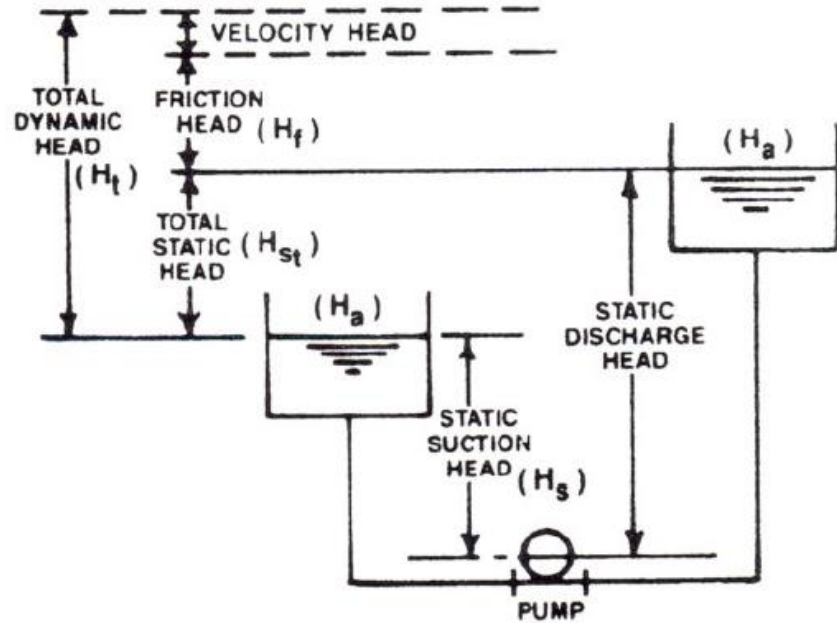 VELOCITY HEAD
TOTAL
DYNAMIC
HEAD
(Ht)
FRICTION
HEAD (Hf)
TOTAL
STATIC (Hst)
HEAD
(Ha)
(Ha)
STATIC
DISCHARGE
HEAD
STATIC
SUCTION
HEAD
(Hs)
PUMP